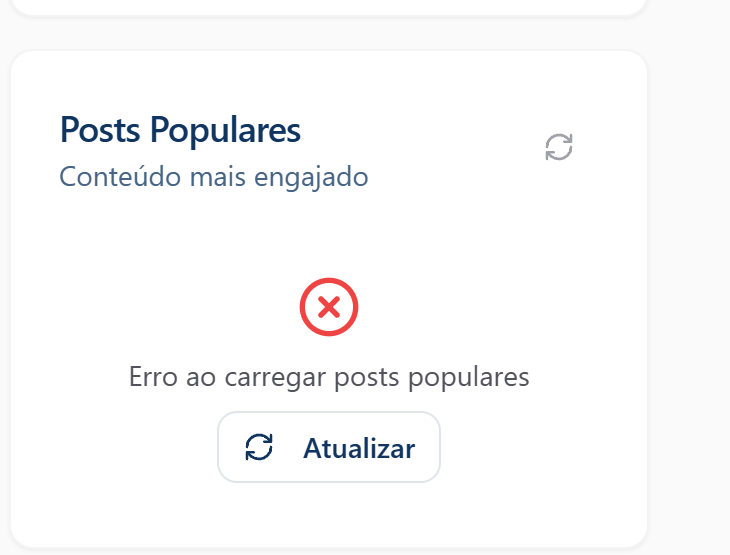 Posts Populares
Conteúdo mais engajado
Erro ao carregar posts populares
Atualizar